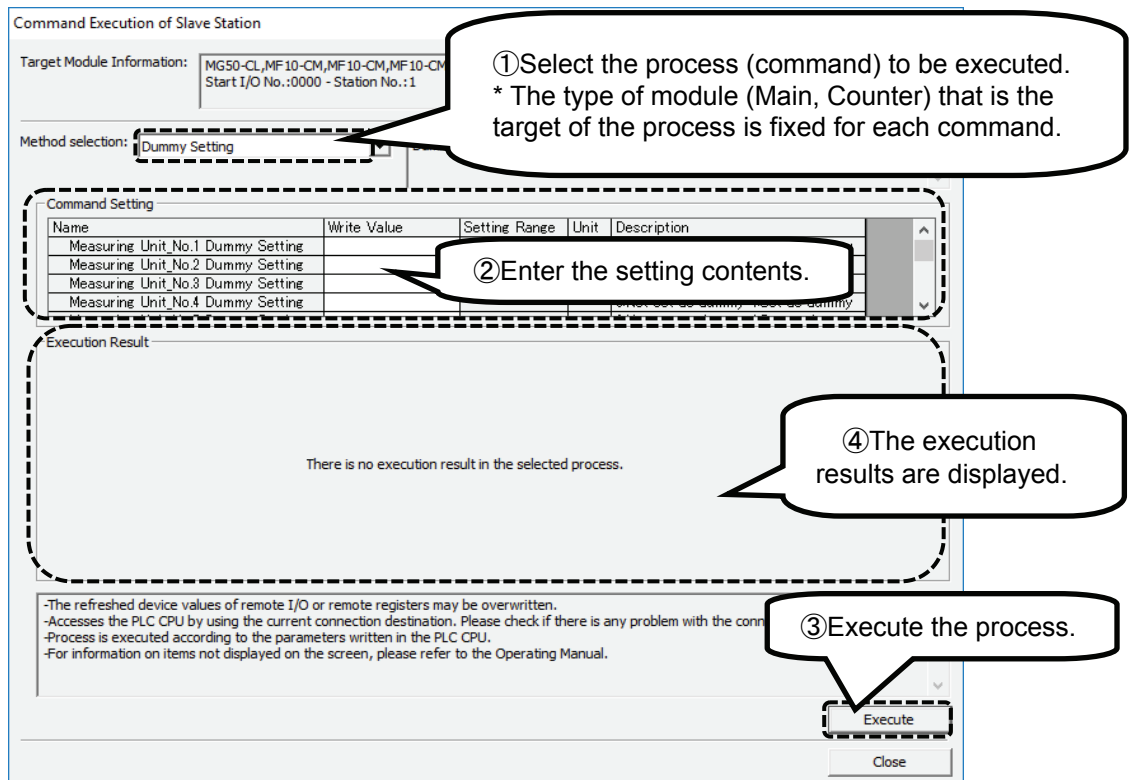 Command Execution of Slave Station
①Select the process (command) to be executed.
* The type of module (Main, Counter) that is the
target of the process is fixed for each command.
Target Module Information:
MG50-CL,MF10-CM,MF10-CM,MF10-CM
Start I/O No.:0000 - Station No.:1
Method selection:
Dummy Setting
Command Setting
Name Write Value Setting Range Unit Description
Measuring Unit_No.1 Dummy Setting
Measuring Unit_No.2 Dummy Setting
Measuring Unit_No.3 Dummy Setting
Measuring Unit_No.4 Dummy Setting
②Enter the setting contents.
Execution Result
There is no execution result in the selected process.
④The execution
results are displayed.
-The refreshed device values of remote I/O or remote registers may be overwritten.
-Accesses the PLC CPU by using the current connection destination. Please check if there is any problem with the conn
-Process is executed according to the parameters written in the PLC CPU.
-For information on items not displayed on the screen, please refer to the Operating Manual.
③Execute the process.
Execute
Close